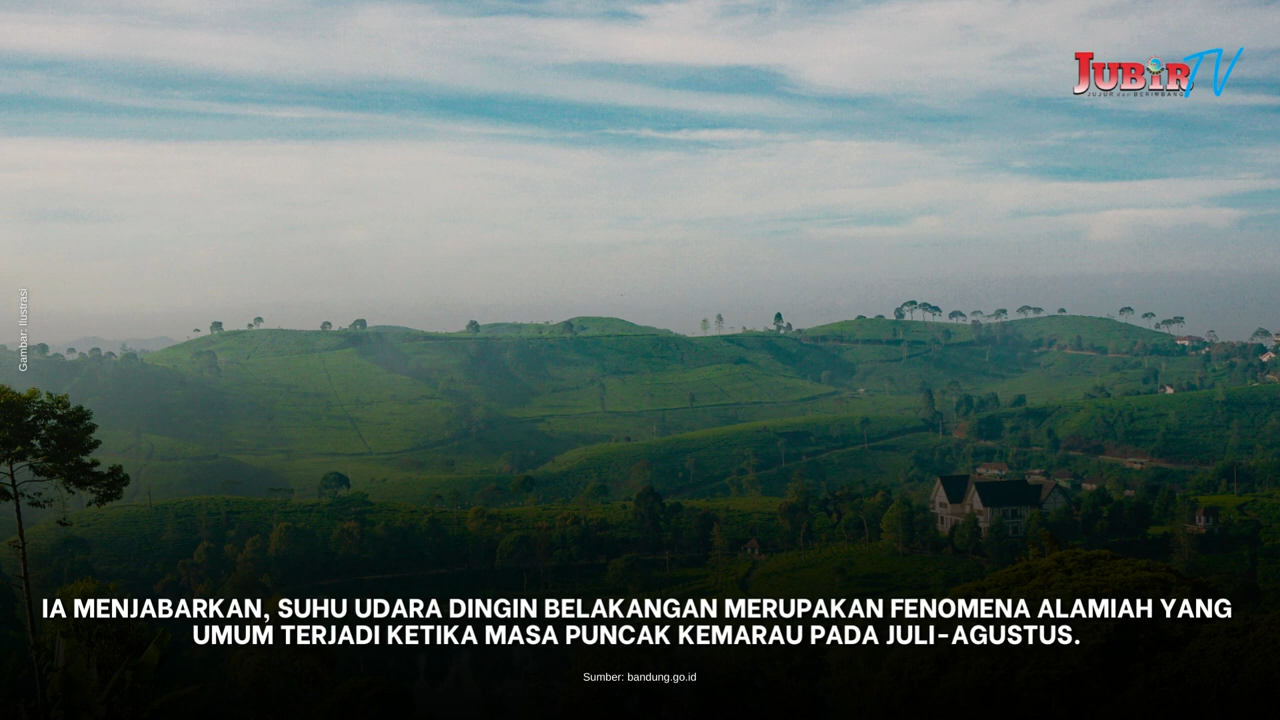 JUBIR TV
JUJUR dan BERIMBANG
Gambar: Ilustrasi
IA MENJABARKAN, SUHU UDARA DINGIN BELAKANGAN MERUPAKAN FENOMENA ALAMIAH YANG
UMUM TERJADI KETIKA MASA PUNCAK KEMARAU PADA JULI-AGUSTUS.
Sumber: bandung.go.id